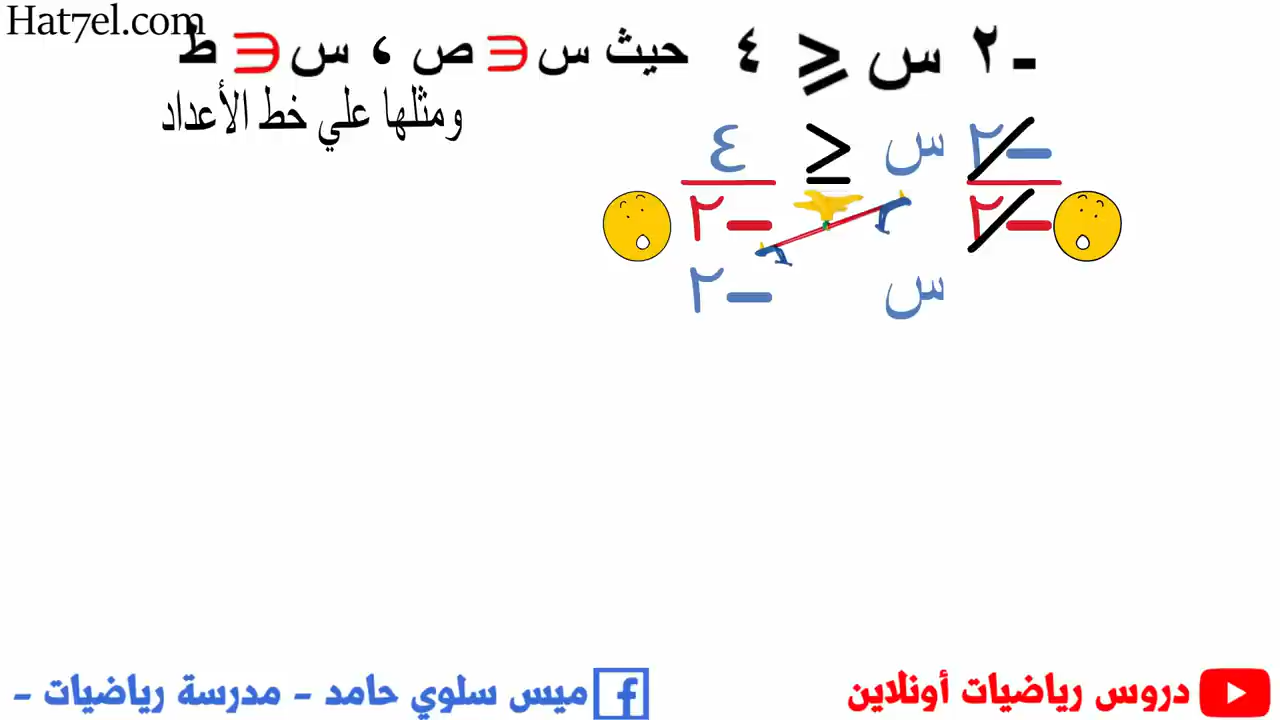 Hat7el.com
-٢ س ≥ ٤ حيث س ∋ ص ، س ∋ ط
ومثلها علي خط الأعداد
-٢ س ≥ ٤
-٢ -٢
س -٢
دروس رياضيات أونلاين
ميس سلوي حامد - مدرسة رياضيات -